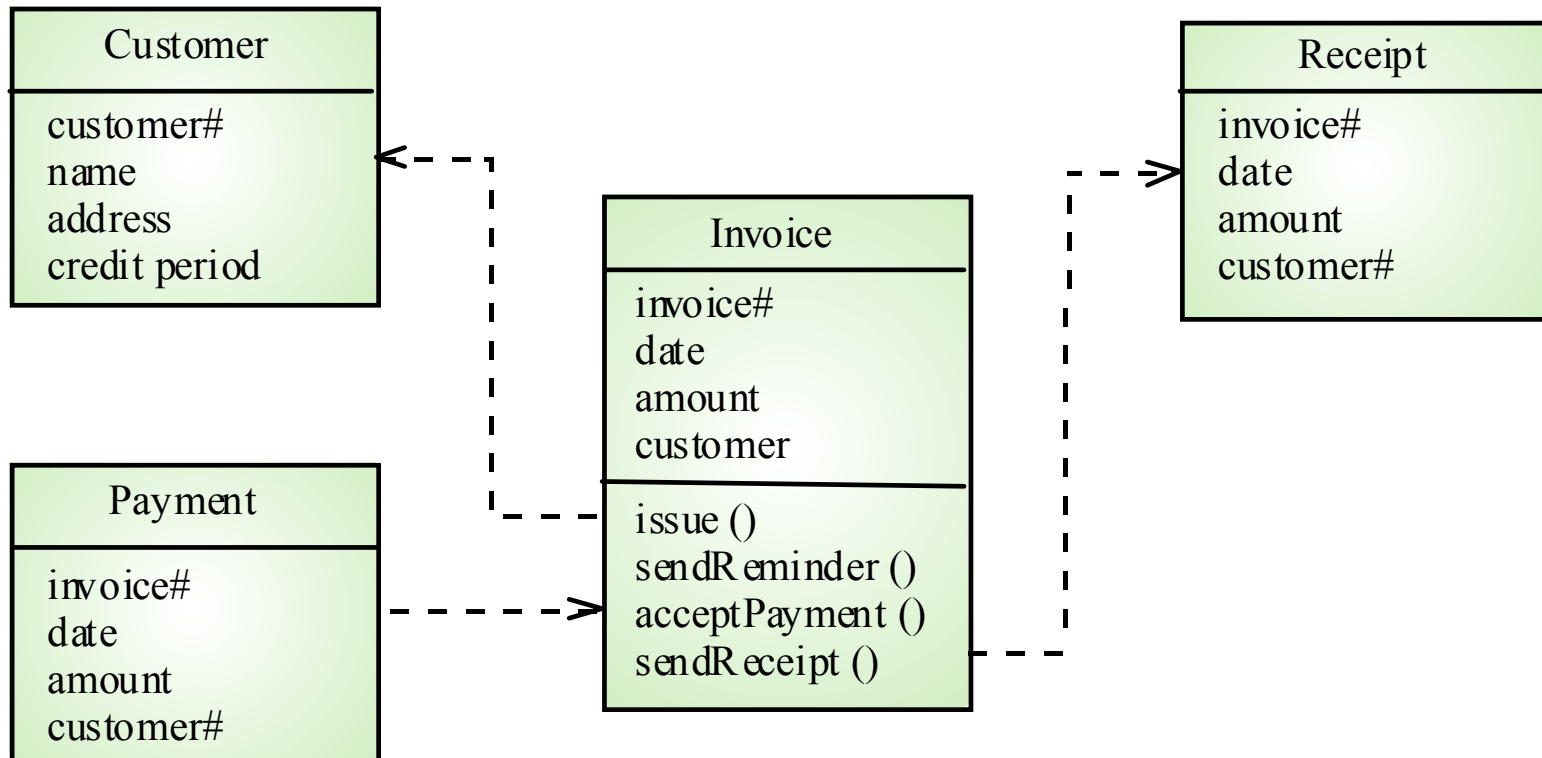 Customer
customer#
name
address
credit period
Payment
invoice#
date
amount
customer#
Invoice
invoice#
date
amount
customer
issue ()
sendReminder ()
acceptPayment ()
sendReceipt ()
Receipt
invoice#
date
amount
customer#